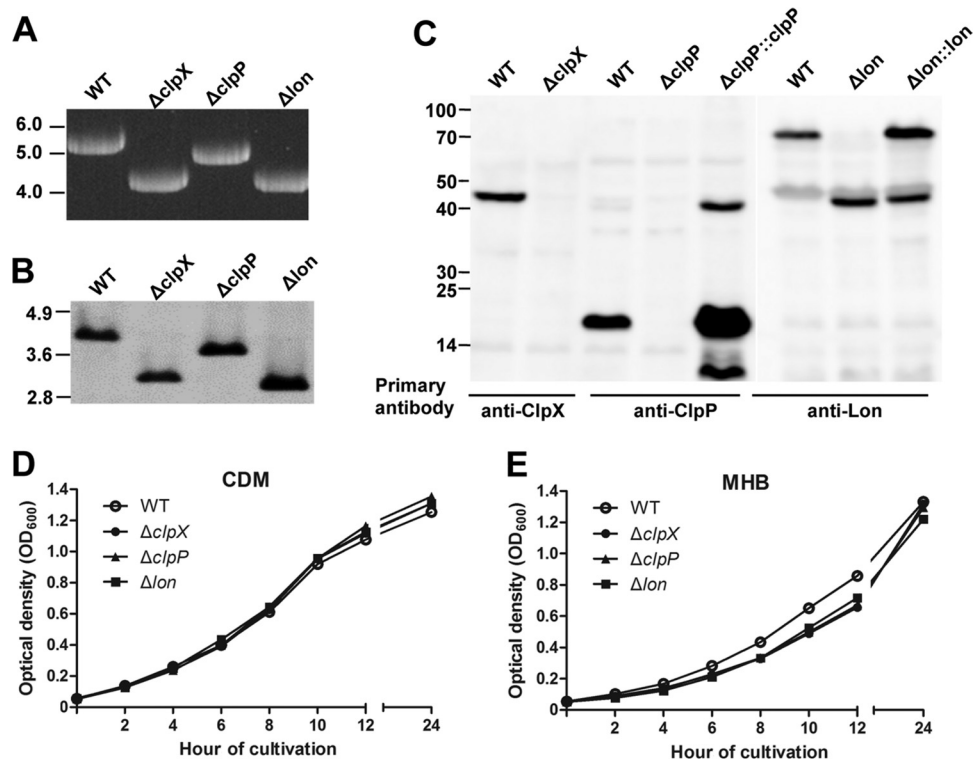 A
WT ΔclpX ΔclpP Δlon
6.0
5.0
4.0
B
WT ΔclpX ΔclpP Δlon
4.9
3.6
2.8
C
WT ΔclpX WT ΔclpP ΔclpP::clpP WT Δlon Δlon::lon
100
70
50
40
30
25
14
Primary
antibody
anti-ClpX anti-ClpP anti-Lon
D
CDM
Optical density (OD600)
1.4
1.2
1.0
0.8
0.6
0.4
0.2
0
WT
ΔclpX
ΔclpP
Δlon
2 4 6 8 10 12 24
Hour of cultivation
E
MHB
Optical density (OD600)
1.4
1.2
1.0
0.8
0.6
0.4
0.2
0
WT
ΔclpX
ΔclpP
Δlon
2 4 6 8 10 12 24
Hour of cultivation